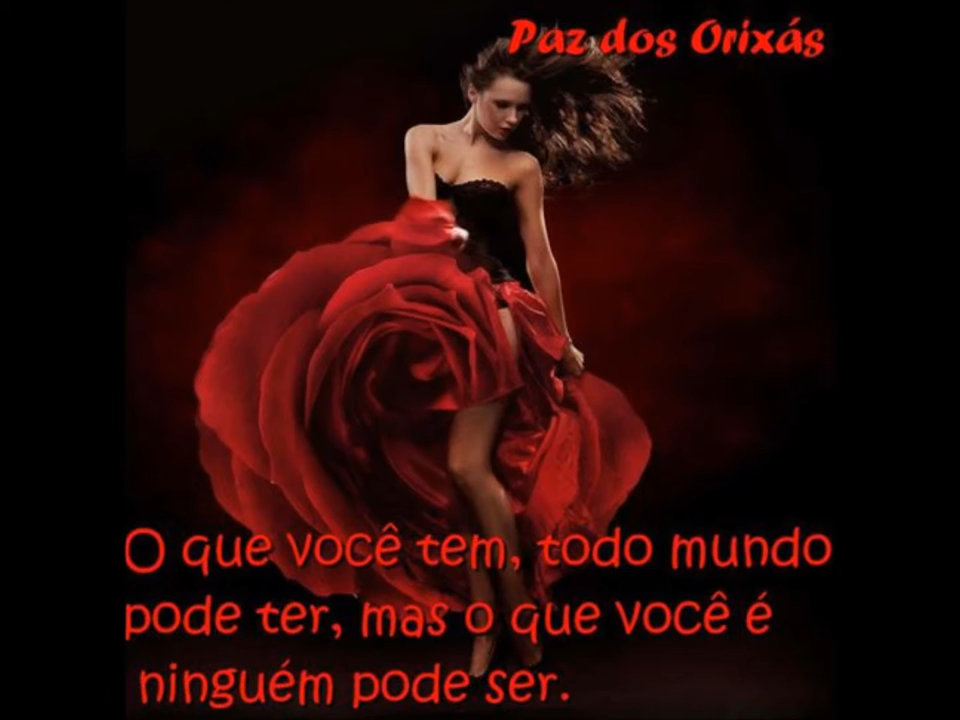 Paz dos Orixás
O que você tem, todo mundo
pode ter, mas o que você é
ninguém pode ser.